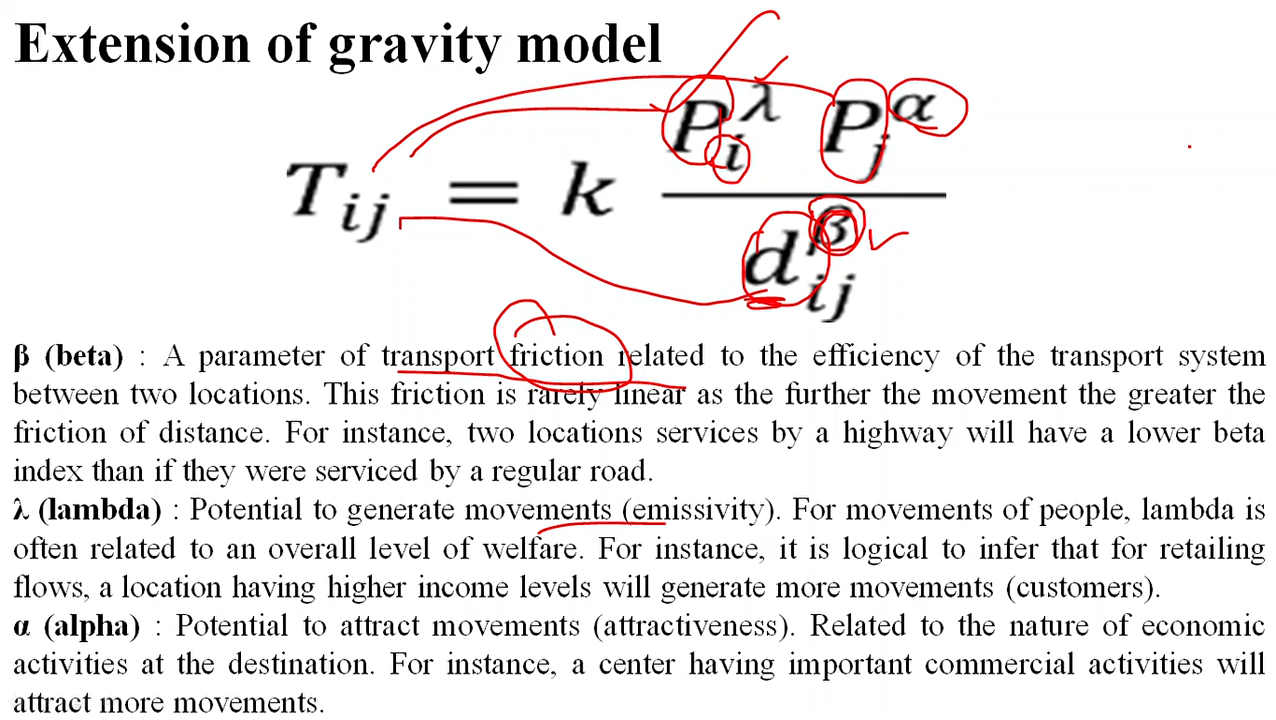 Extension of gravity model
T_{ij} = k \frac{P_i^λ P_j^α}{d_{ij}^β}
β (beta) : A parameter of transport friction related to the efficiency of the transport system
between two locations. This friction is rarely linear as the further the movement the greater the
friction of distance. For instance, two locations services by a highway will have a lower beta
index than if they were serviced by a regular road.
λ (lambda) : Potential to generate movements (emissivity). For movements of people, lambda is
often related to an overall level of welfare. For instance, it is logical to infer that for retailing
flows, a location having higher income levels will generate more movements (customers).
α (alpha) : Potential to attract movements (attractiveness). Related to the nature of economic
activities at the destination. For instance, a center having important commercial activities will
attract more movements.